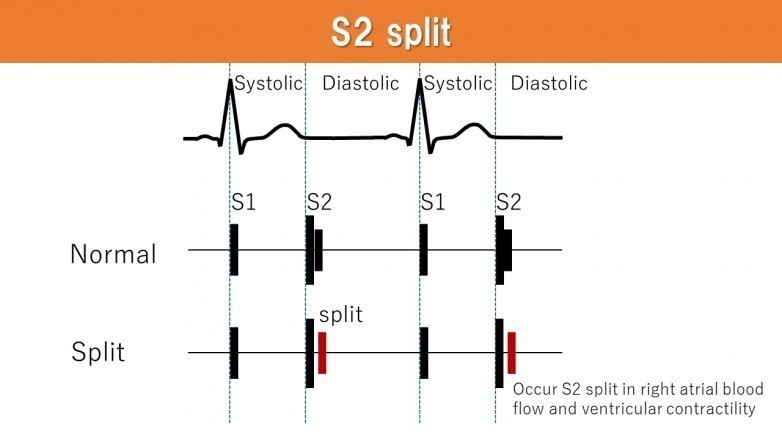 S2 split
Systolic Diastolic Systolic Diastolic
S1 S2 S1 S2
Normal
split
Split
Occur S2 split in right atrial blood
flow and ventricular contractility